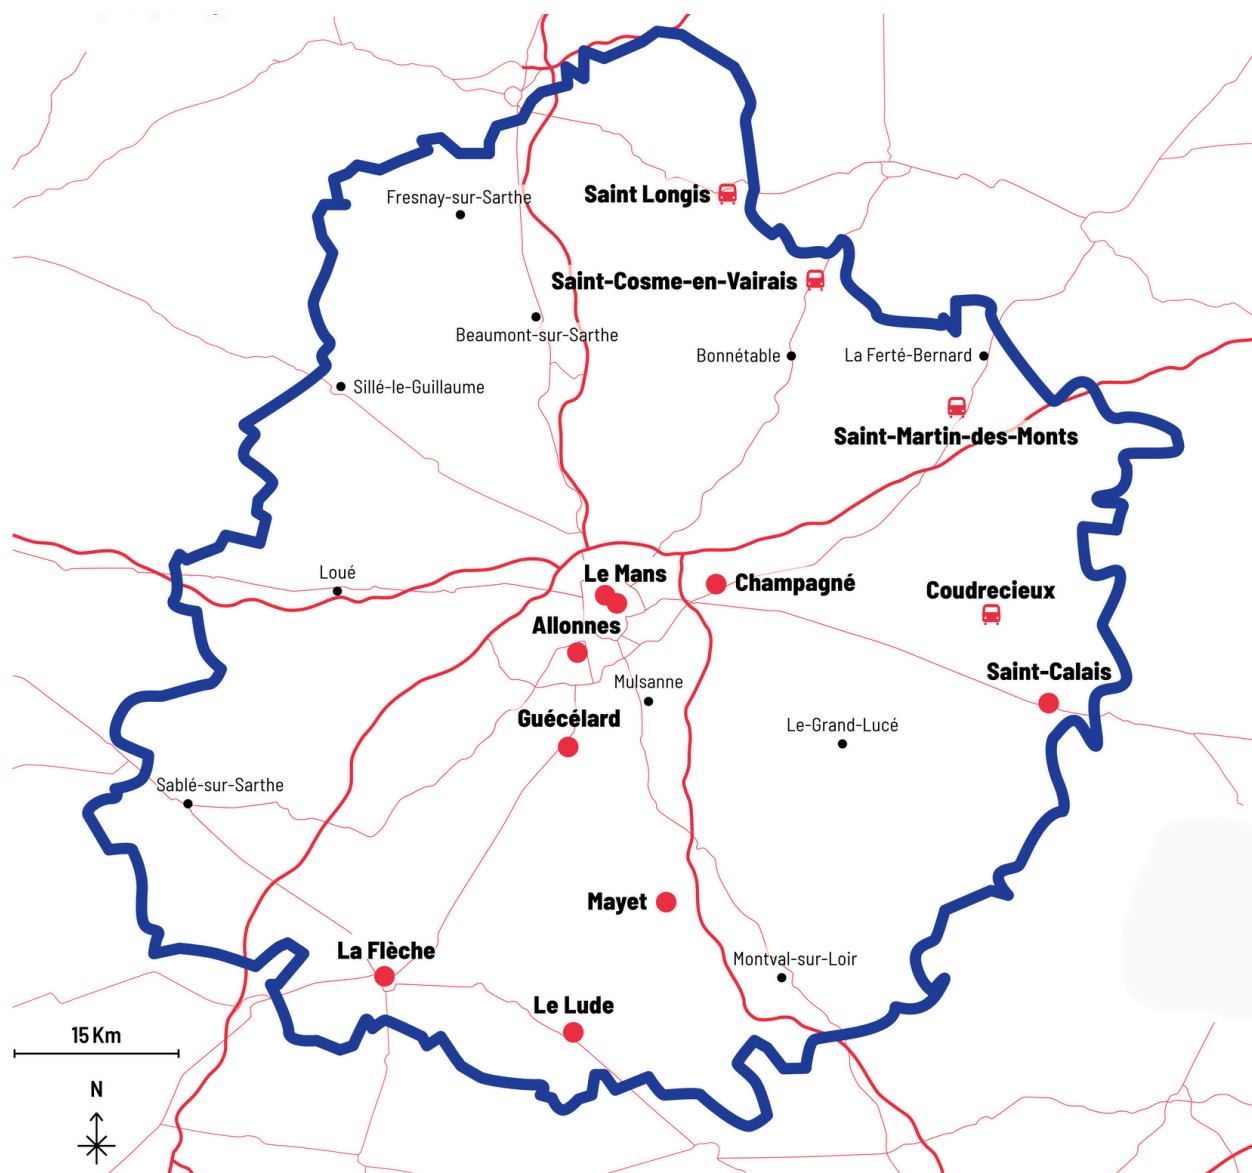 Saint Longis
Fresnay-sur-Sarthe
Saint-Cosme-en-Vairais
Beaumont-sur-Sarthe
Bonnétable
La Ferté-Bernard
Sillé-le-Guillaume
Saint-Martin-des-Monts
Loué
Le Mans
Champagné
Coudrecieux
Allonnes
Saint-Calais
Mulsanne
Guécélard
Le-Grand-Lucé
Sablé-sur-Sarthe
Mayet
La Flèche
Montval-sur-Loir
Le Lude
15 Km
N